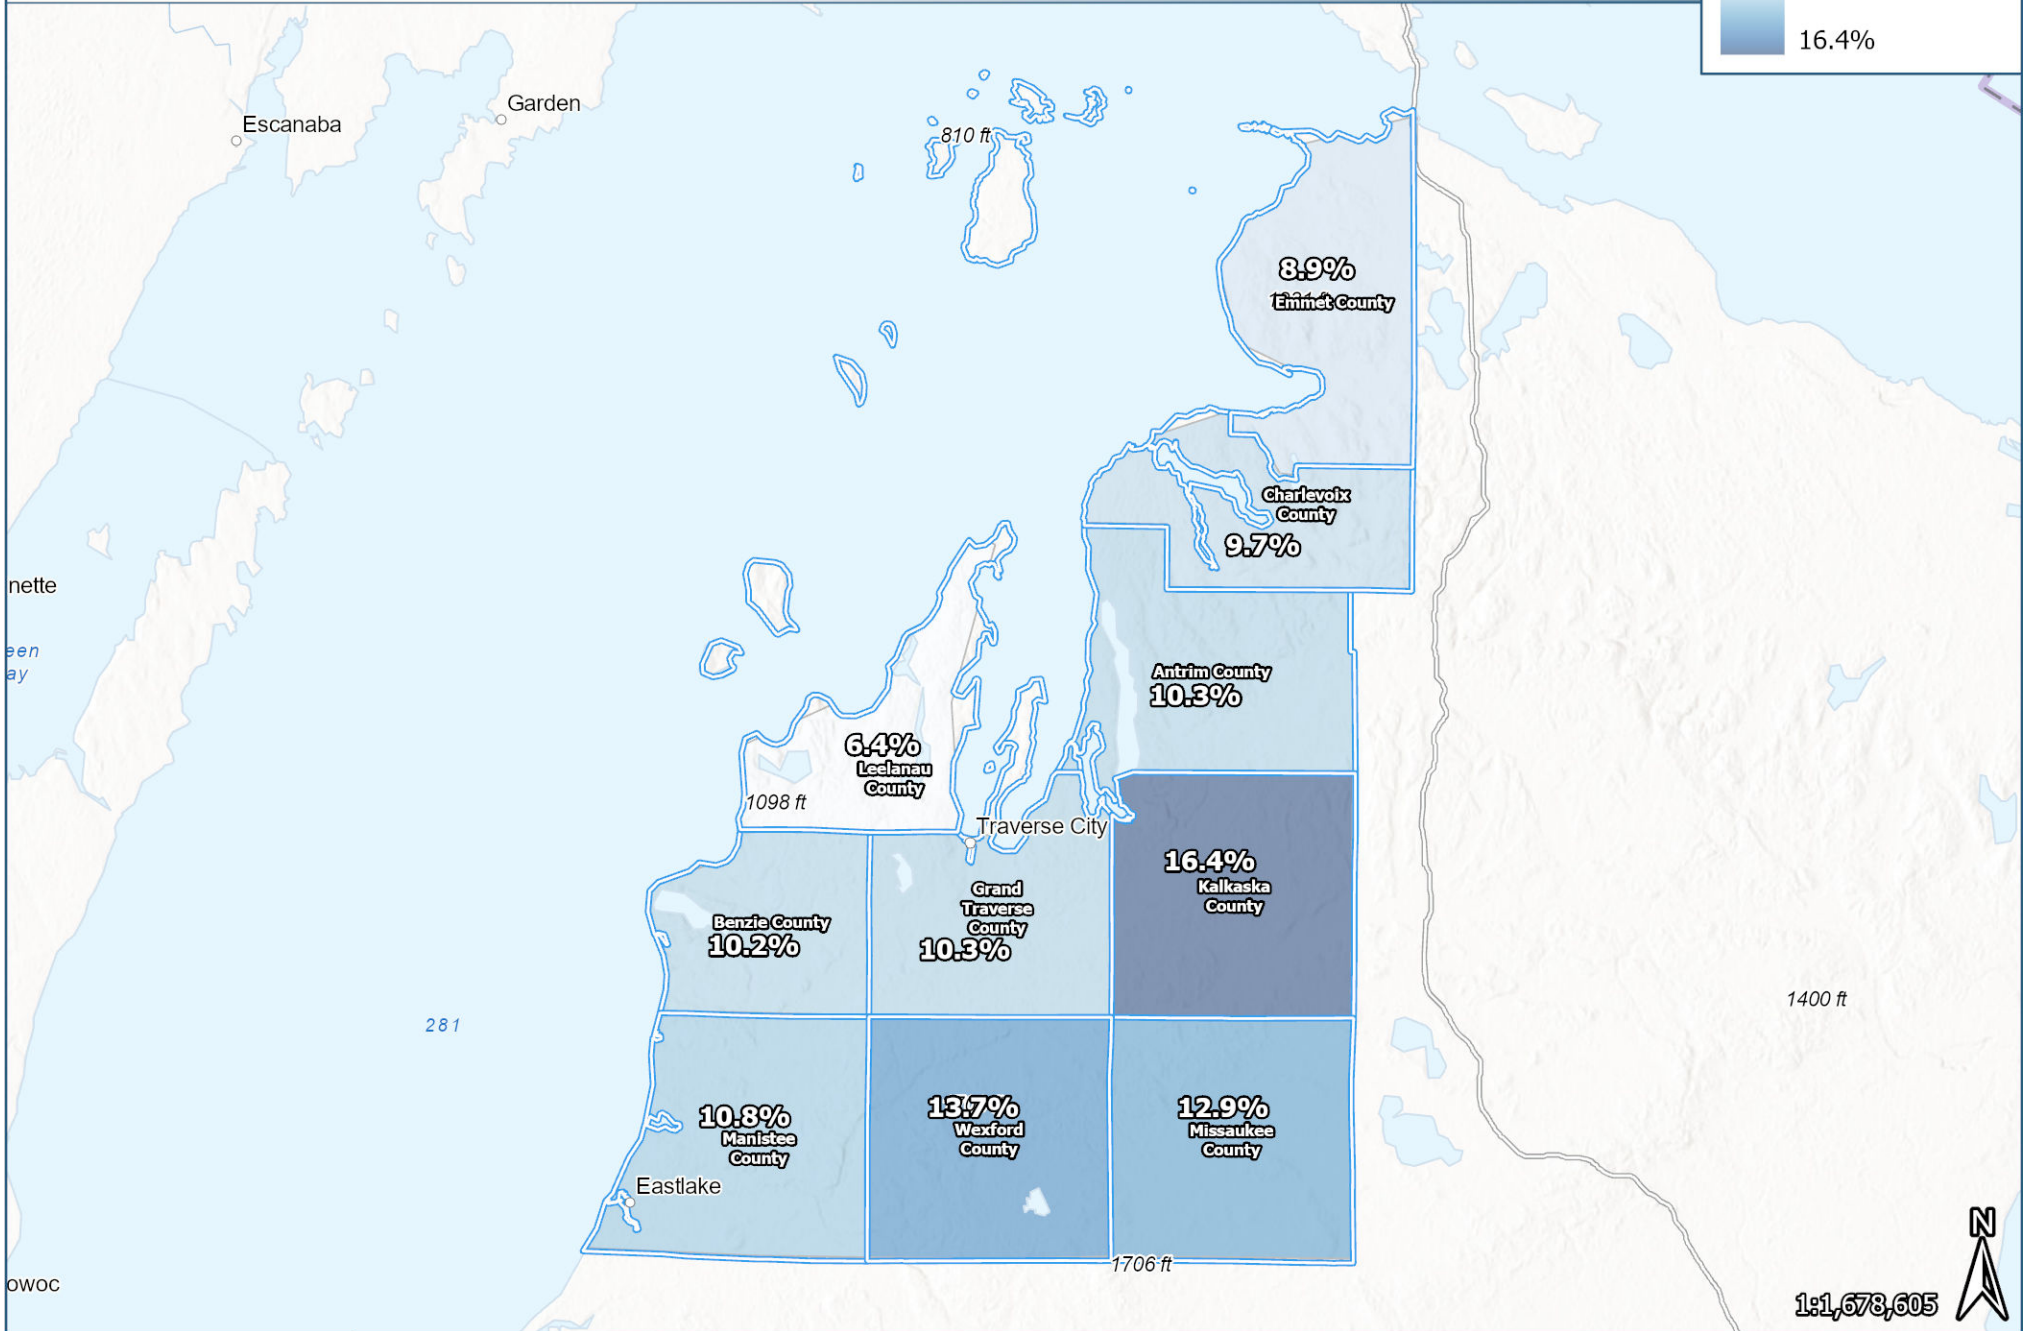 16.4%
Garden
Escanaba
810 ft
8.9%
Emmet County
Charlevoix
County
9.7%
nette
een
ay
Antrim County
10.3%
6.4%
Leelanau
County
1098 ft
Traverse City
16.4%
Kalkaska
County
Grand
Traverse
County
10.3%
Benzie County
10.2%
281
1400 ft
10.8%
Manistee
County
13.7%
Wexford
County
12.9%
Missaukee
County
Eastlake
1706 ft
owoc
N
1:1,678,605